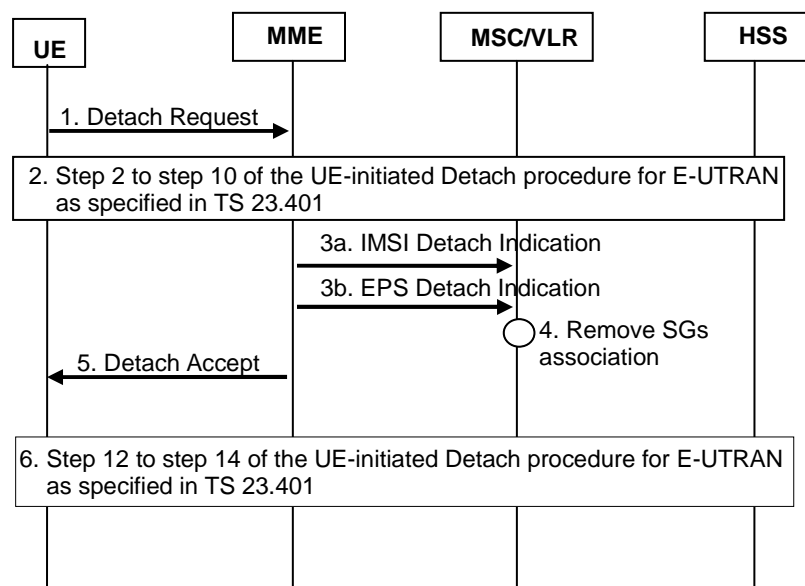 UE
MME
MSC/VLR
HSS
1. Detach Request
2. Step 2 to step 10 of the UE-initiated Detach procedure for E-UTRAN
as specified in TS 23.401
3a. IMSI Detach Indication
3b. EPS Detach Indication
4. Remove SGs
association
5. Detach Accept
6. Step 12 to step 14 of the UE-initiated Detach procedure for E-UTRAN
as specified in TS 23.401